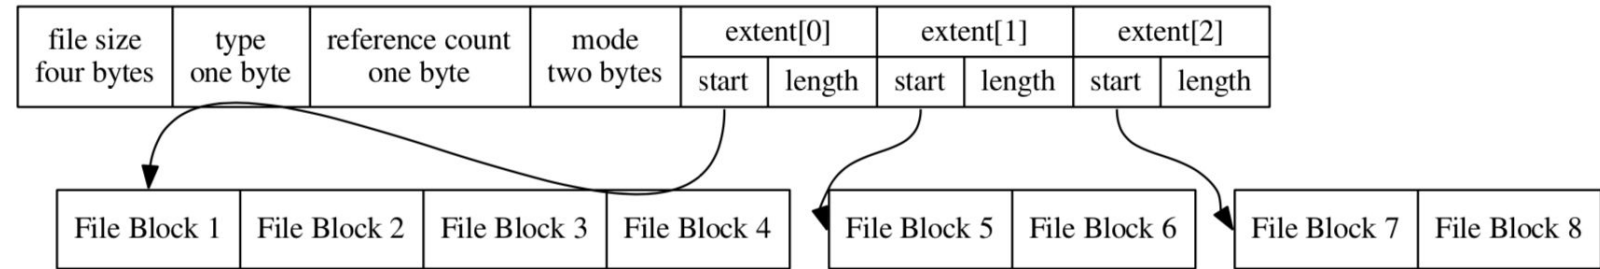 file size
four bytes
type
one byte
reference count
one byte
mode
two bytes
extent[0]
start
length
extent[1]
start
length
extent[2]
start
length
File Block 1
File Block 2
File Block 3
File Block 4
File Block 5
File Block 6
File Block 7
File Block 8